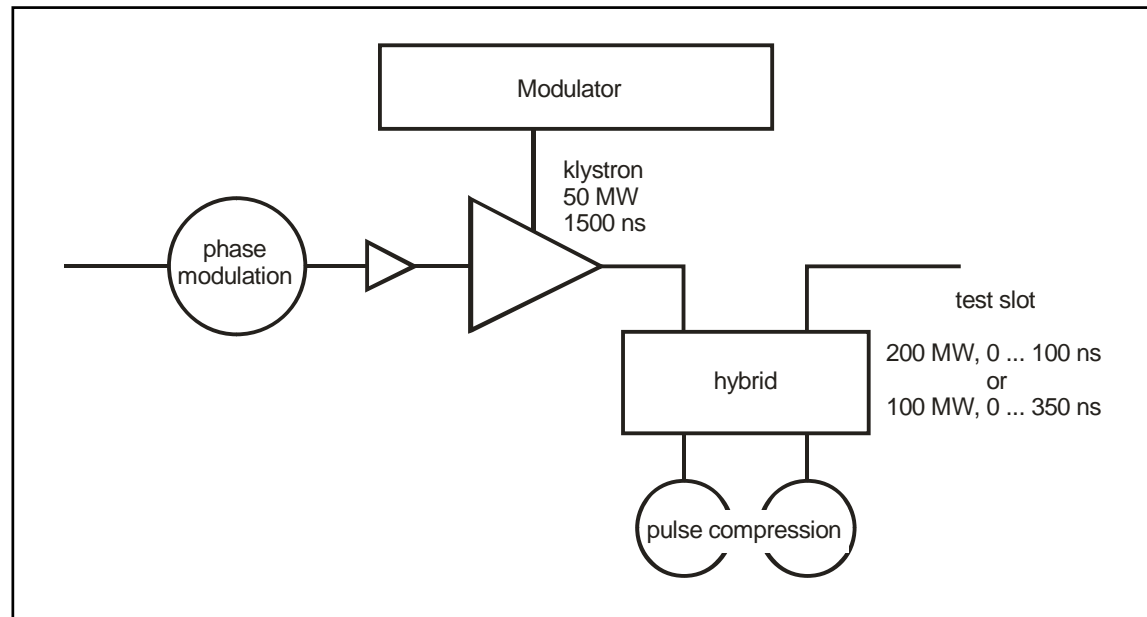 Modulator
klystron
50 MW
1500 ns
phase
modulation
test slot
200 MW, 0 ... 100 ns
or
100 MW, 0 ... 350 ns
hybrid
pulse compression